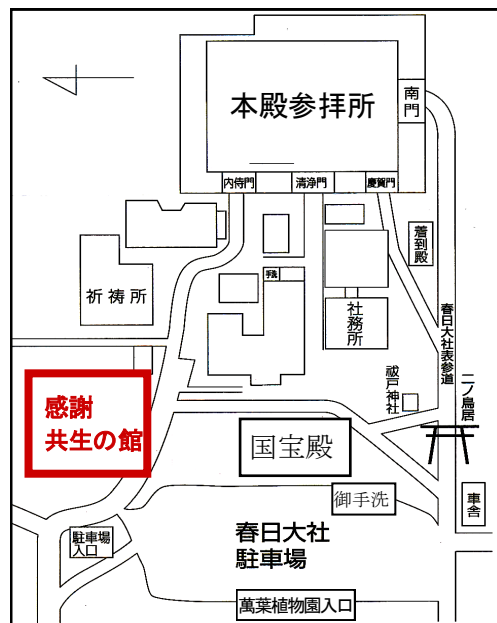 本殿参拝所
南門
内侍門
清浄門
慶賀門
着到殿
祈祷所
社務所
春日大社表参道
祓戸神社
二ノ鳥居
感謝
共生の館
国宝殿
御手洗
車舎
駐車場
入口
春日大社
駐車場
萬葉植物園入口